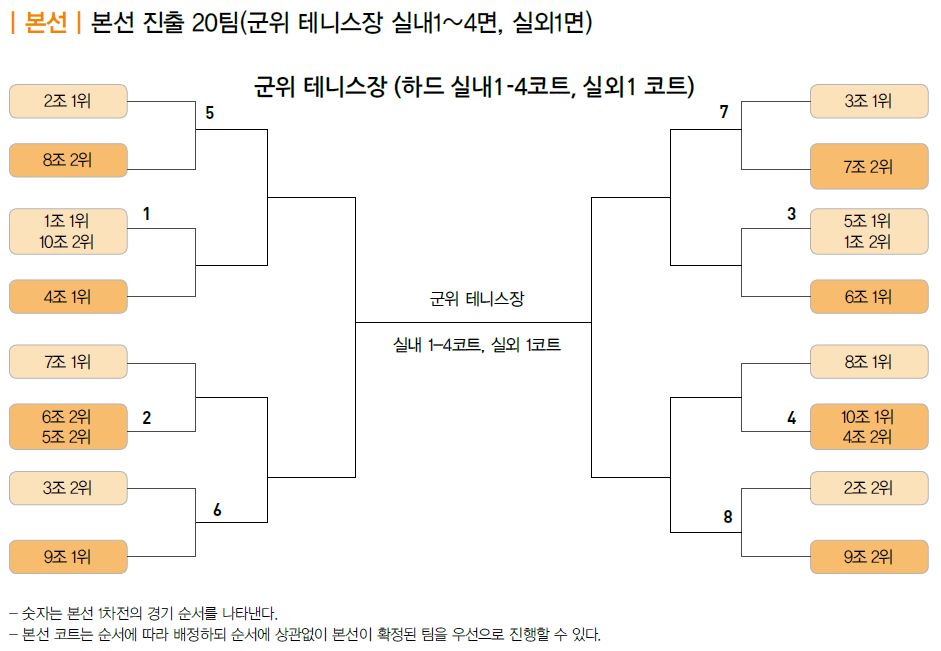 | 본선 | 본선 진출 20팀(군위 테니스장 실내1~4면, 실외1면)
군위 테니스장 (하드 실내1-4코트, 실외1 코트)
2조 1위
5
8조 2위
1조 1위
10조 2위
1
4조 1위
7조 1위
6조 2위
5조 2위
2
3조 2위
6
9조 1위
군위 테니스장
실내 1-4코트, 실외 1코트
7
3조 1위
7조 2위
3
5조 1위
1조 2위
6조 1위
8조 1위
4
10조 1위
4조 2위
2조 2위
8
9조 2위
- 숫자는 본선 1차전의 경기 순서를 나타낸다.
- 본선 코트는 순서에 따라 배정하되 순서에 상관없이 본선이 확정된 팀을 우선으로 진행할 수 있다.